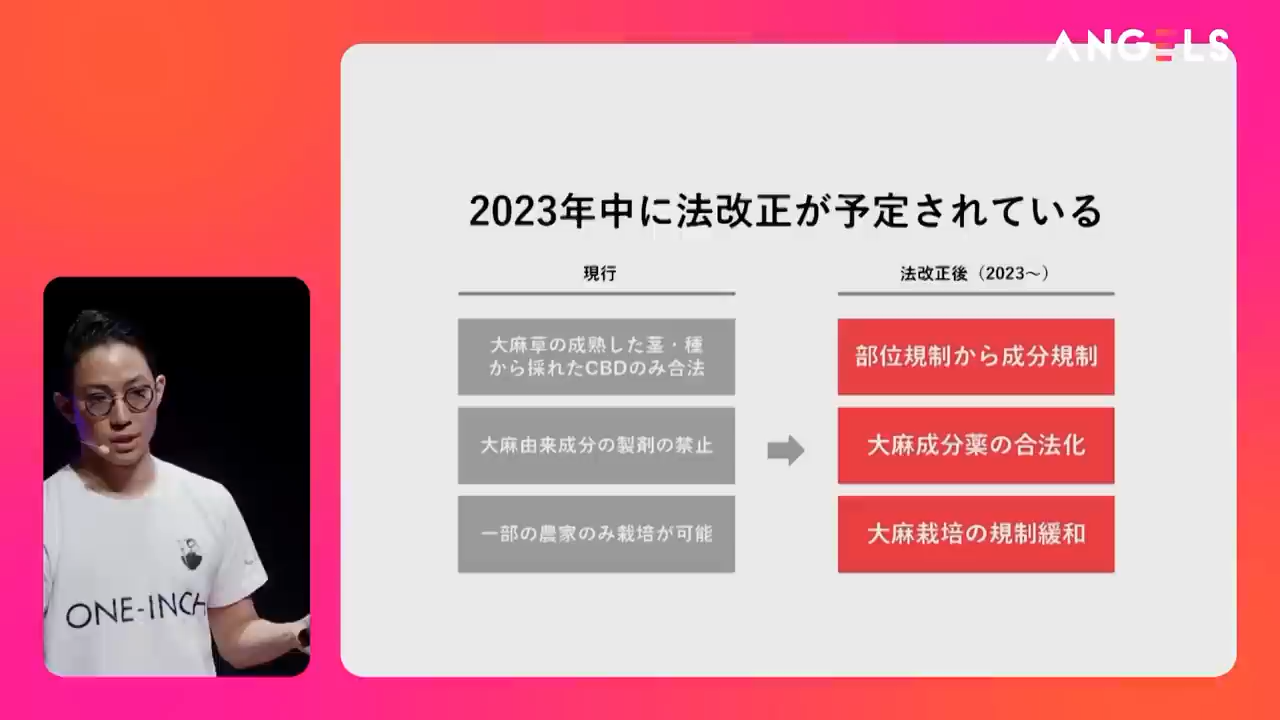 ANGELS
2023年中に法改正が予定されている
現行
法改正後（2023〜）
大麻草の成熟した茎・種
から採れたCBDのみ合法
部位規制から成分規制
大麻由来成分の製剤の禁止
大麻成分薬の合法化
一部の農家のみ栽培が可能
大麻栽培の規制緩和
ONE-INCH